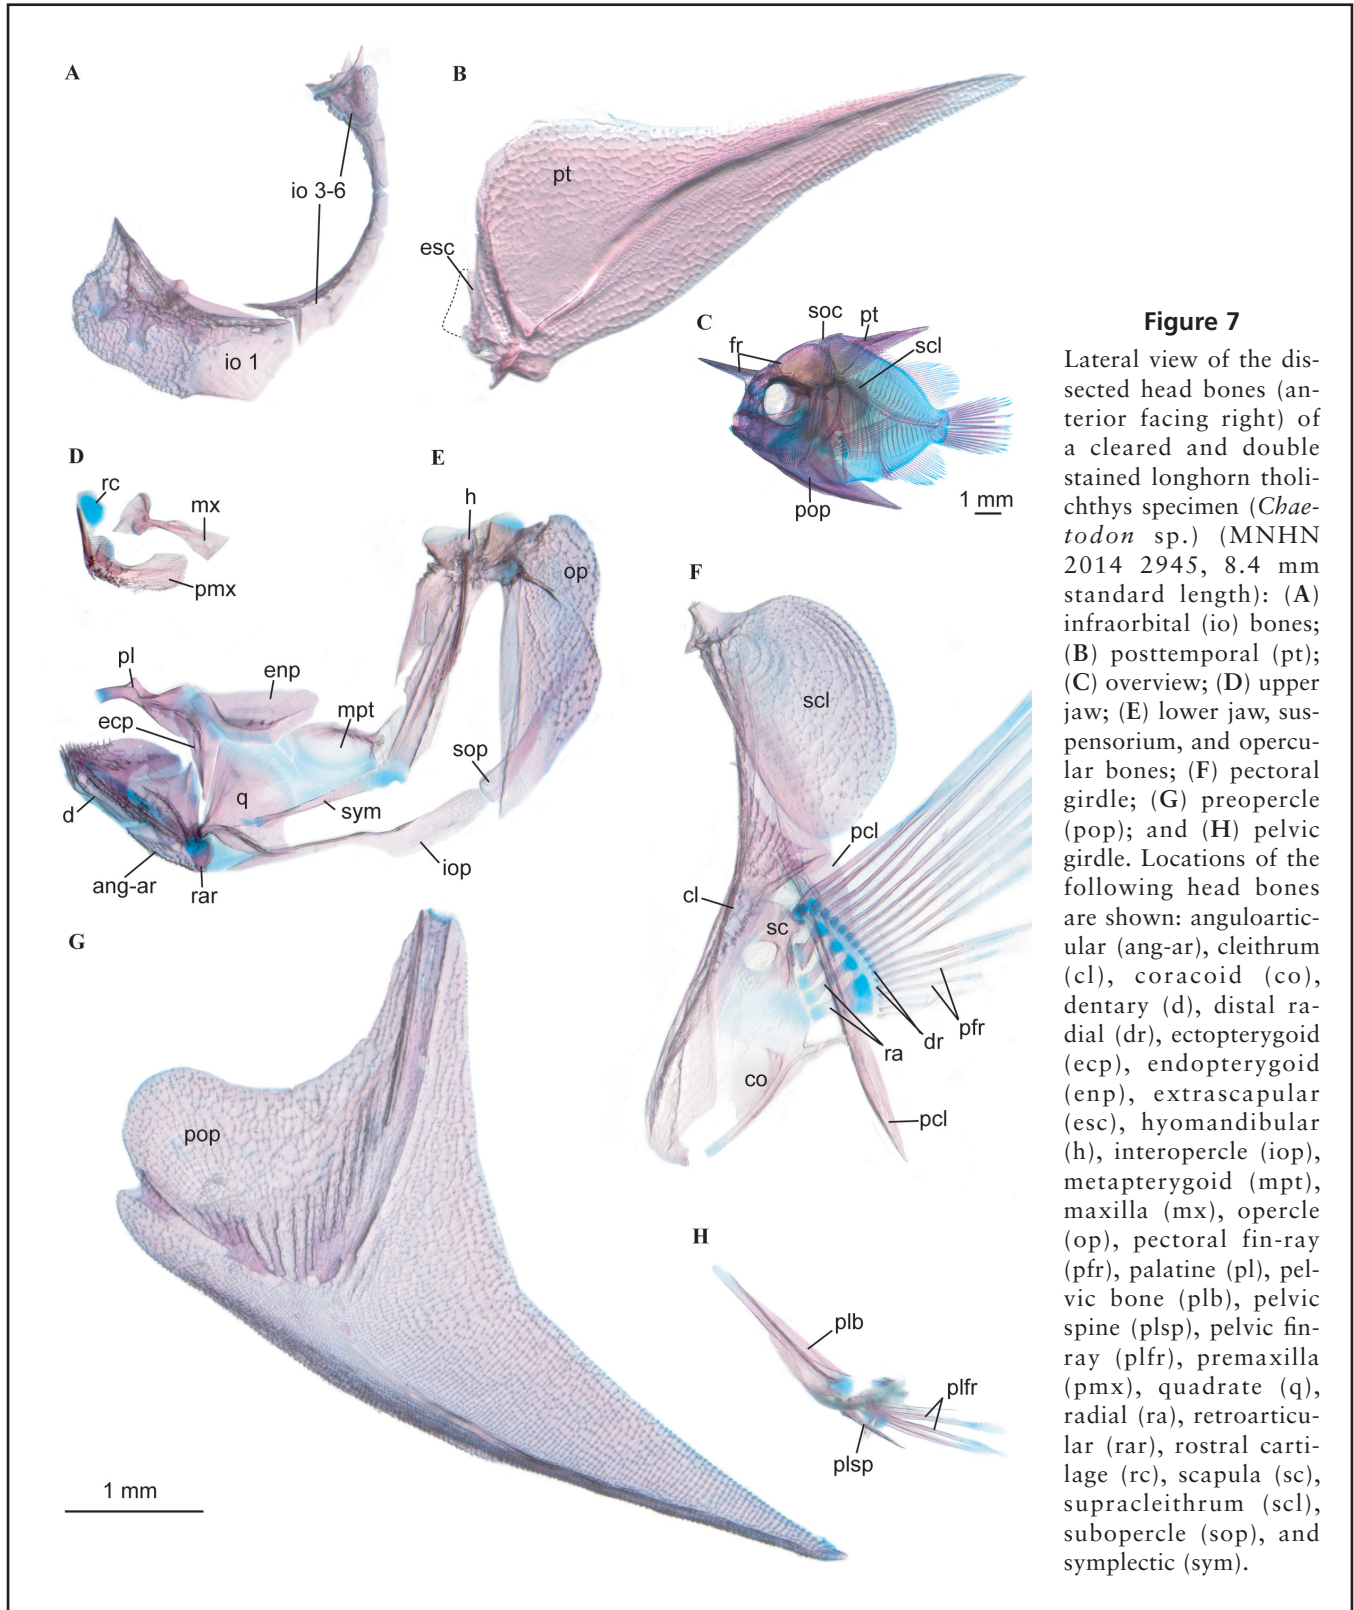 A
B
io 3-6
pt
esc
io 1
C
soc
pt
fr
scl
pop
1 mm
D
rc
mx
pmx
E
h
op
pl
enp
ecp
mpt
sop
d
q
sym
ang-ar
rar
iop
F
scl
pcl
cl
sc
pfr
dr
ra
co
pcl
G
pop
1 mm
H
plb
plfr
plsp
Figure 7
Lateral view of the dis-
sected head bones (an-
terior facing right) of
a cleared and double
stained longhorn tholi-
chthys specimen (Chae-
todon sp.) (MNHN
2014 2945, 8.4 mm
standard length): (A)
infraorbital (io) bones;
(B) posttemporal (pt);
(C) overview; (D) upper
jaw; (E) lower jaw, sus-
pensorium, and opercu-
lar bones; (F) pectoral
girdle; (G) preopercle
(pop); and (H) pelvic
girdle. Locations of the
following head bones
are shown: anguloartic-
ular (ang-ar), cleithrum
(cl), coracoid (co),
dentary (d), distal ra-
dial (dr), ectopterygoid
(ecp), endopterygoid
(enp), extrascapular
(esc), hyomandibular
(h), interopercle (iop),
metapterygoid (mpt),
maxilla (mx), opercle
(op), pectoral fin-ray
(pfr), palatine (pl), pel-
vic bone (plb), pelvic
spine (plsp), pelvic fin-
ray (plfr), premaxilla
(pmx), quadrate (q),
radial (ra), retroarticu-
lar (rar), rostral carti-
lage (rc), scapula (sc),
supracleithrum (scl),
subopercle (sop), and
symplectic (sym).